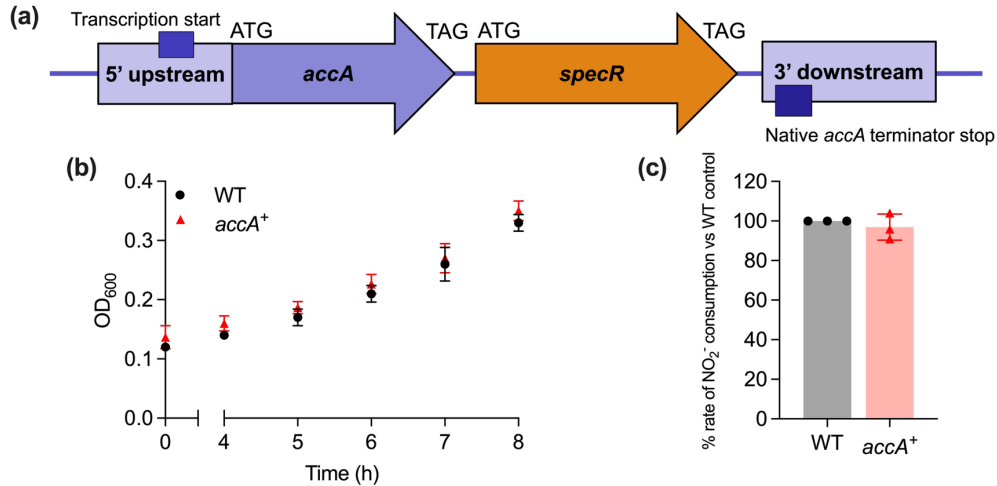 (a)
Transcription start
ATG
TAG
ATG
TAG
5’ upstream
accA
specR
3’ downstream
Native accA terminator stop
(b)
WT
accA⁺
OD₆₀₀
0.4
0.3
0.2
0.1
0.0
0
4
5
6
7
8
Time (h)
(c)
% rate of NO₂⁻ consumption vs WT control
120
100
80
60
40
20
0
WT
accA⁺